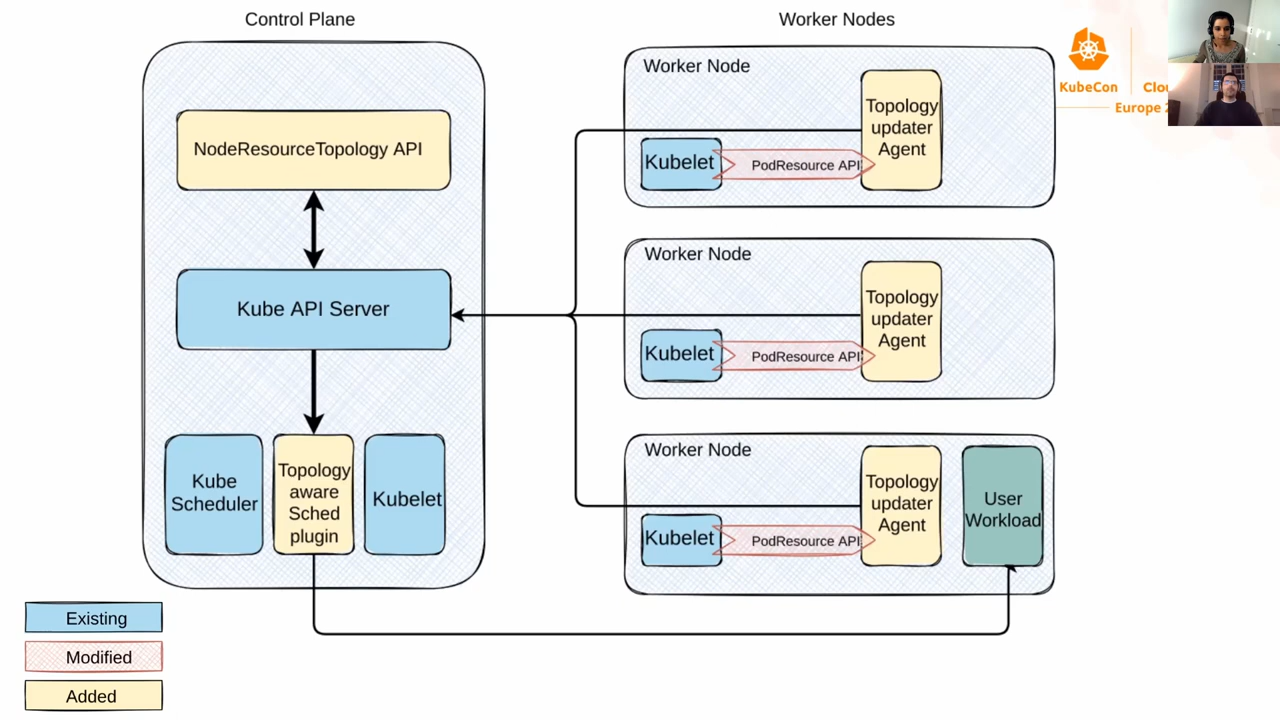 Control Plane
Worker Nodes
NodeResourceTopology API
Kube API Server
Kube
Scheduler
Topology
aware
Sched
plugin
Kubelet
Worker Node
Kubelet
PodResource API
Topology
updater
Agent
Worker Node
Kubelet
PodResource API
Topology
updater
Agent
Worker Node
Kubelet
PodResource API
Topology
updater
Agent
User
Workload
KubeCon
Europe
Existing
Modified
Added